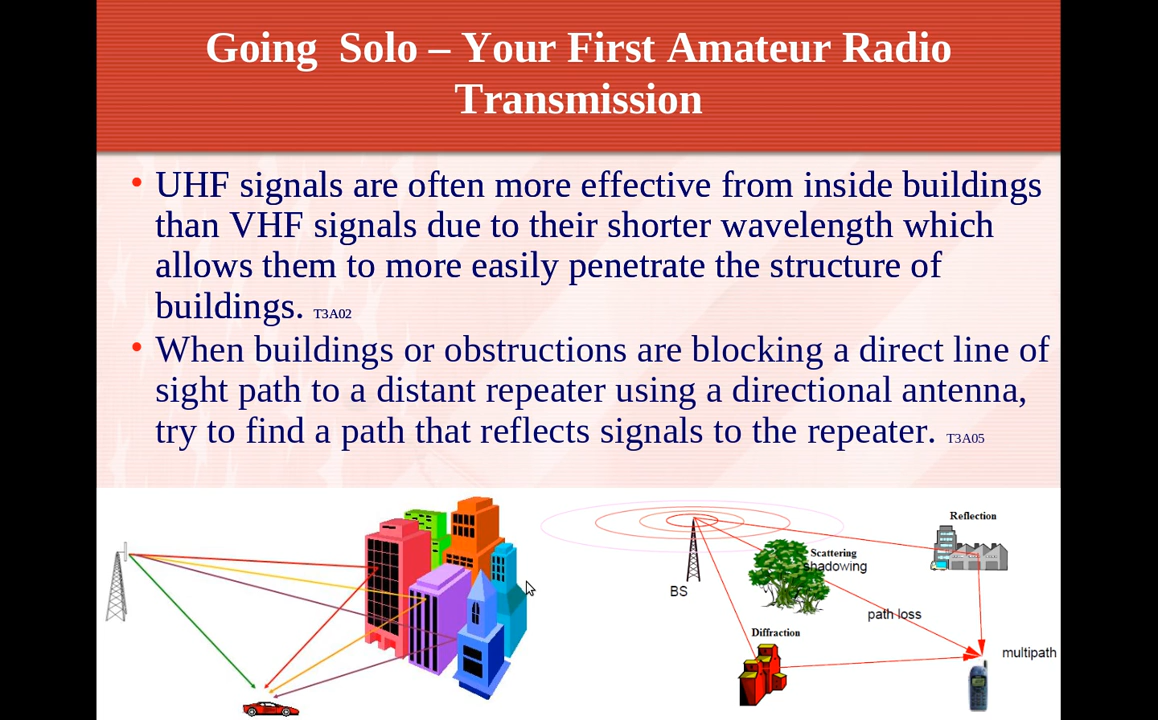 Going  Solo – Your First Amateur Radio
Transmission
• UHF signals are often more effective from inside buildings
than VHF signals due to their shorter wavelength which
allows them to more easily penetrate the structure of
buildings. T3A02
• When buildings or obstructions are blocking a direct line of
sight path to a distant repeater using a directional antenna,
try to find a path that reflects signals to the repeater. T3A05
Reflection
Scattering
shadowing
BS
path loss
Diffraction
multipath